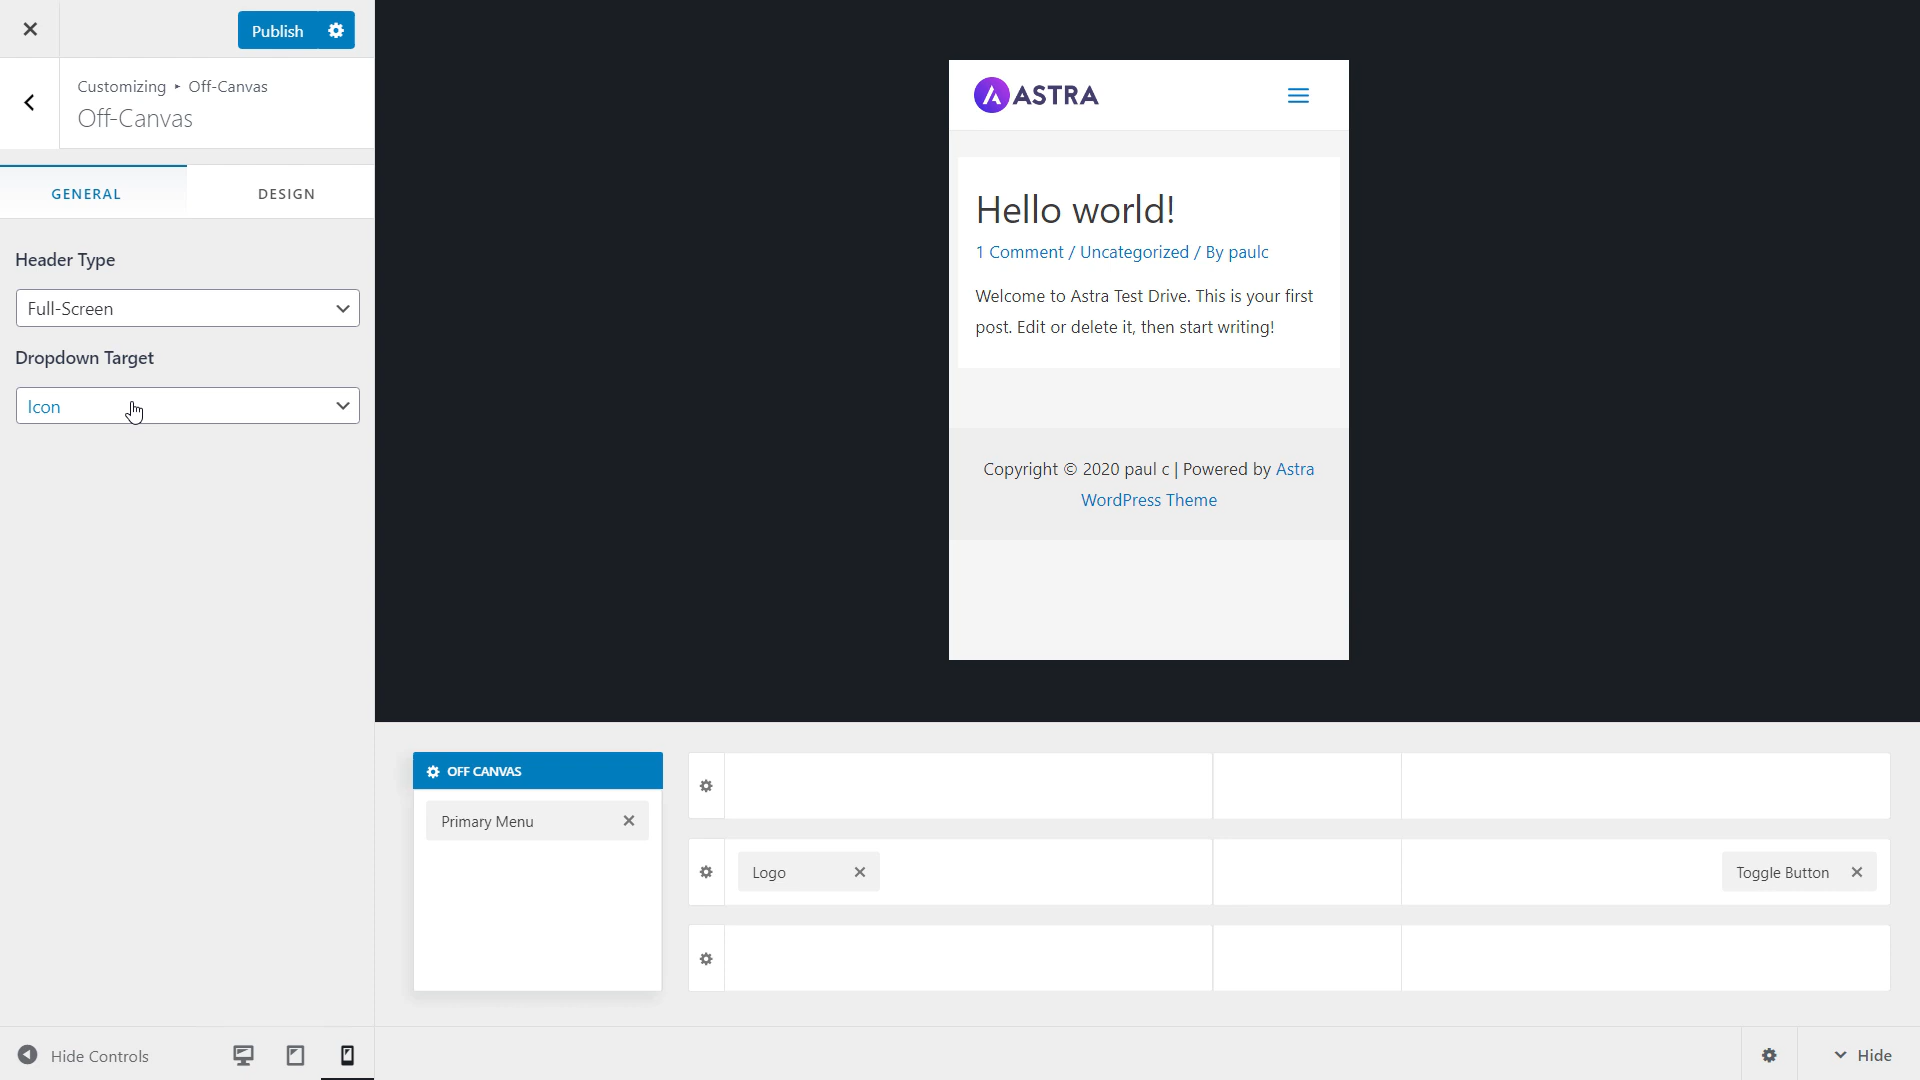 Publish
Customizing ▸ Off-Canvas
Off-Canvas
GENERAL
DESIGN
Header Type
Full-Screen
Dropdown Target
Icon
Hide Controls
ASTRA
Hello world!
1 Comment / Uncategorized / By paulc
Welcome to Astra Test Drive. This is your first
post. Edit or delete it, then start writing!
Copyright © 2020 paul c | Powered by Astra
WordPress Theme
OFF CANVAS
Primary Menu
Logo
Toggle Button
Hide